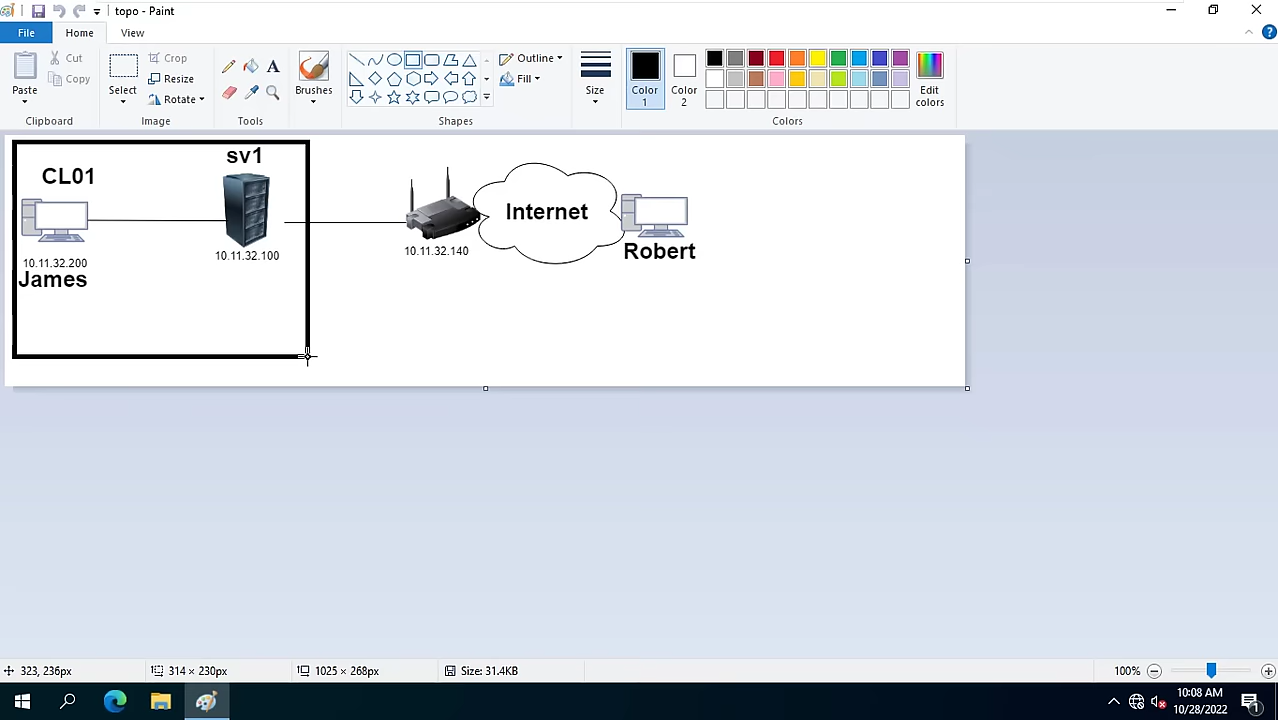 topo - Paint
File
Home
View
Paste
Cut
Copy
Clipboard
Select
Crop
Resize
Rotate
Image
Tools
Brushes
Outline
Fill
Shapes
Size
Color
1
Color
2
Edit
colors
Colors
CL01
10.11.32.200
James
sv1
10.11.32.100
10.11.32.140
Internet
Robert
323, 236px
314 × 230px
1025 × 268px
Size: 31.4KB
100%
10:08 AM
10/28/2022
1